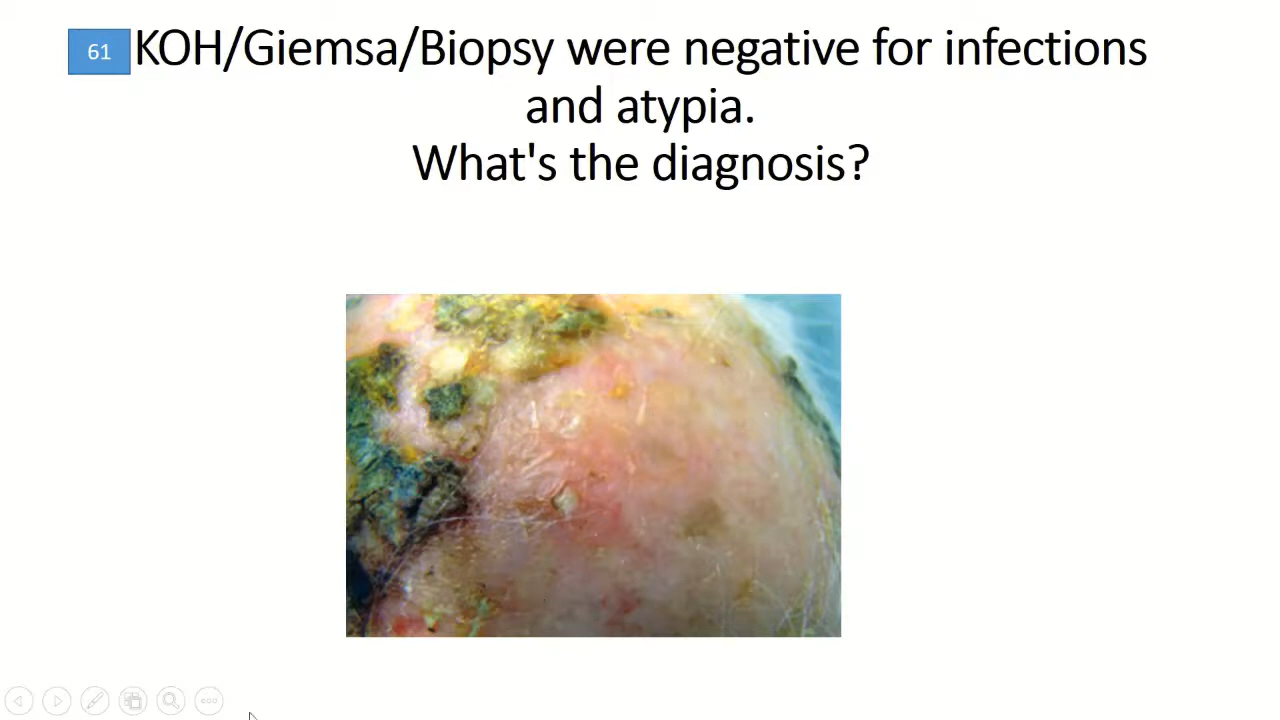 61 KOH/Giemsa/Biopsy were negative for infections
and atypia.
What's the diagnosis?